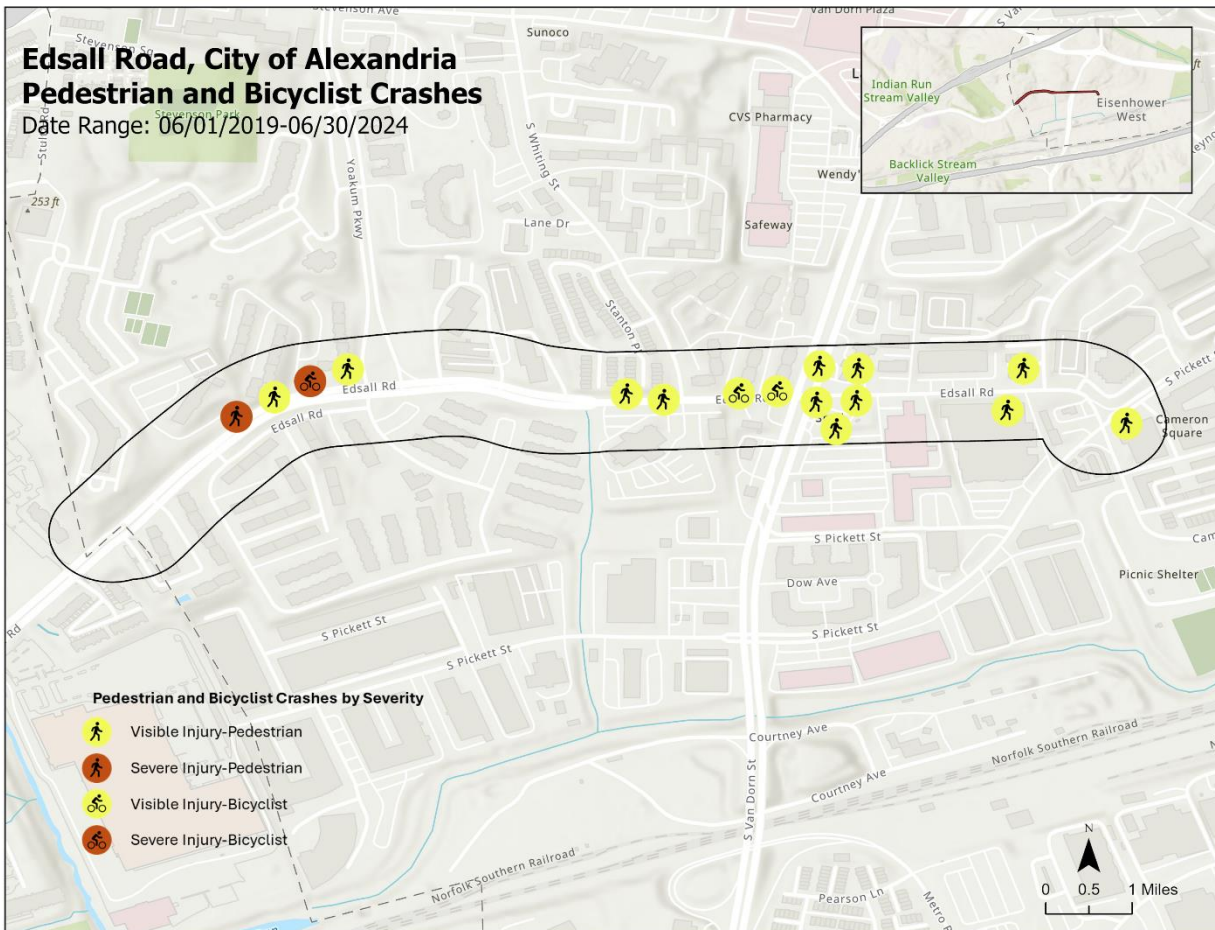 Stevenson Ave
Van Dorn Plaza
Stevenson Sq
Sunoco
Edsall Road, City of Alexandria
Pedestrian and Bicyclist Crashes
Date Range: 06/01/2019-06/30/2024
Stevenson Park
Indian Run
Stream Valley
Eisenhower
West
Backlick Stream
Valley
CVS Pharmacy
S Whiting St
Yoakum Pkwy
Wendy'
253 ft
Lane Dr
Safeway
Stanton Pl
S Pickett St
Edsall Rd
Edsall Rd
Edsall Rd
Cameron
Square
S Pickett St
Dow Ave
Picnic Shelter
S Pickett St
S Pickett St
S Pickett St
Rd
Pedestrian and Bicyclist Crashes by Severity
Visible Injury-Pedestrian
Severe Injury-Pedestrian
Visible Injury-Bicyclist
Severe Injury-Bicyclist
Courtney Ave
Norfolk Southern Railroad
Courtney Ave
S Van Dorn St
Norfolk Southern Railroad
Pearson Ln
N
0 0.5 1 Miles